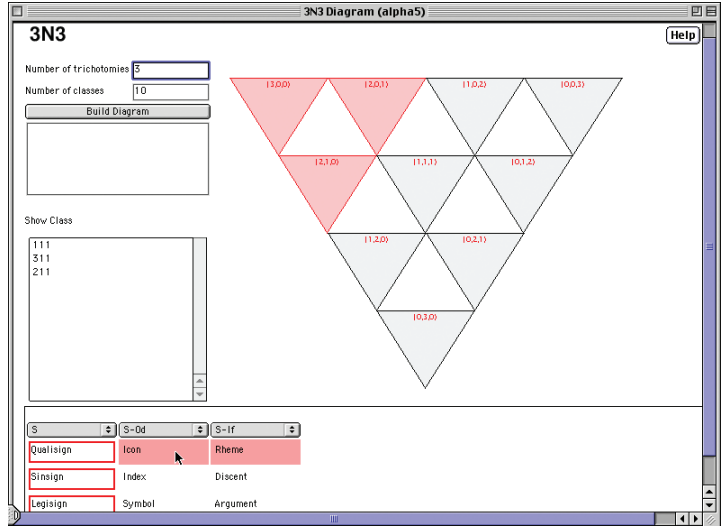 3N3 Diagram (alpha5)
3N3
Help
Number of trichotomies 3
Number of classes 10
Build Diagram
(3,0,0) (2,0,1) (1,0,2) (0,0,3)
(2,1,0) (1,1,1) (0,1,2)
(1,2,0) (0,2,1)
(0,3,0)
Show Class
111
311
211
S S-Od S-If
Qualisign Icon Rheme
Sinsign Index Discent
Legisign Symbol Argument